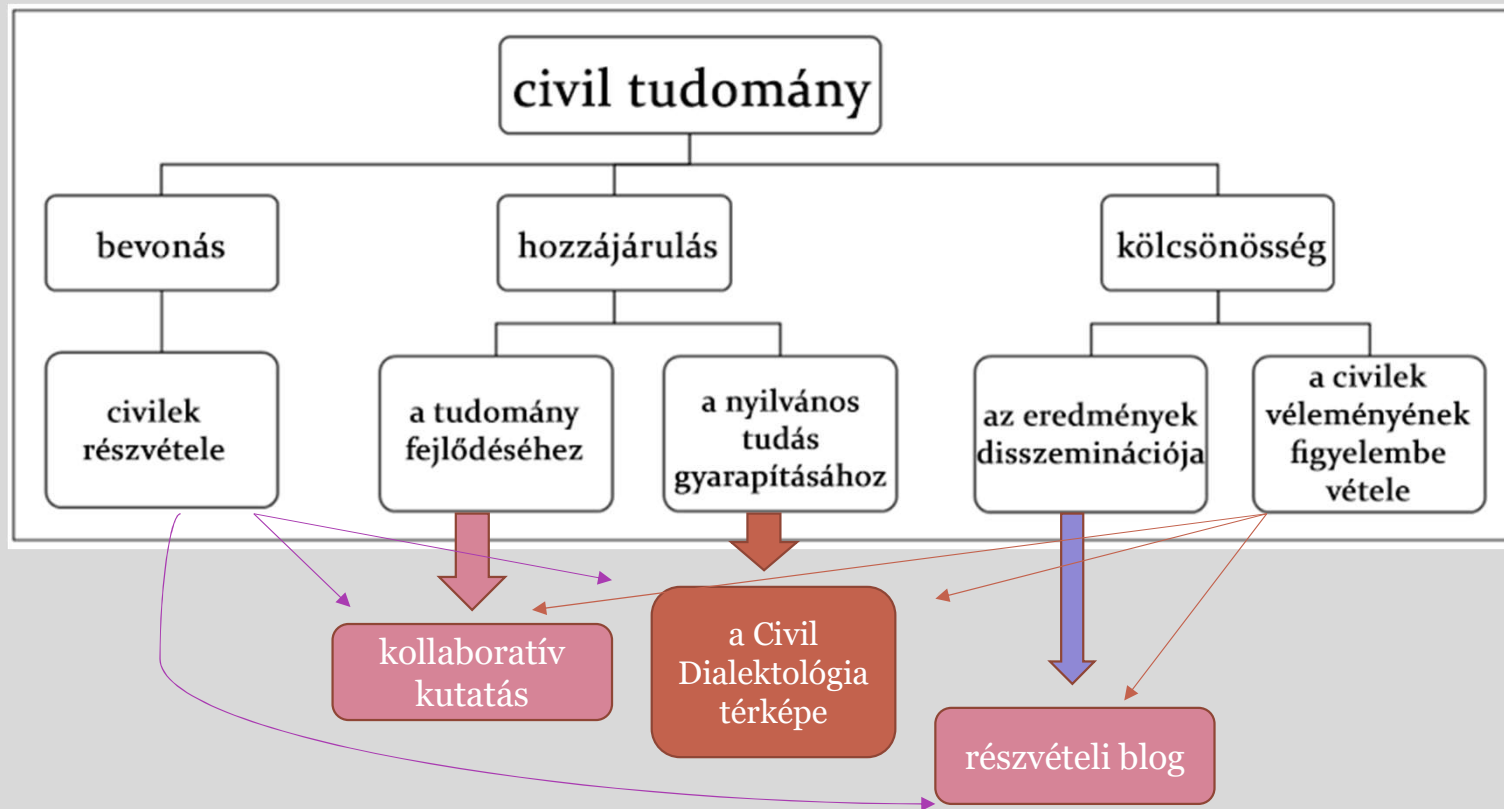 civil tudomány
bevonás
hozzájárulás
kölcsönösség
civilek
részvétele
a tudomány
fejlődéséhez
a nyilvános
tudás
gyarapításához
az eredmények
disszeminációja
a civilek
véleményének
figyelembe
vétele
kollaboratív
kutatás
a Civil
Dialektológia
térképe
részvételi blog